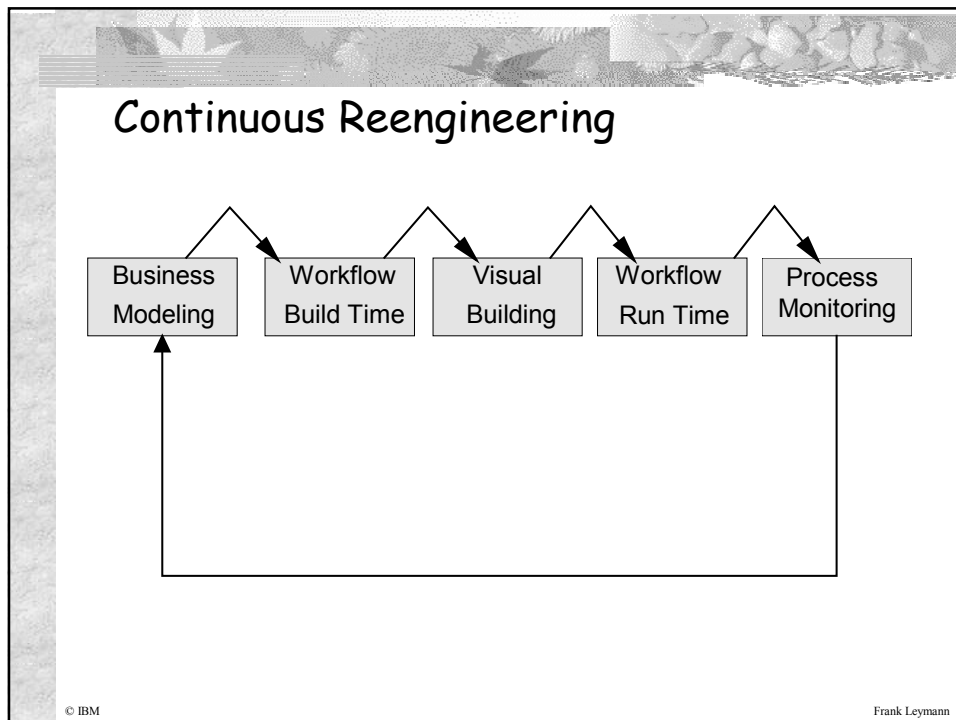 Continuous Reengineering
Business
Modeling
Workflow
Build Time
Visual
Building
Workflow
Run Time
Process
Monitoring
© IBM
Frank Leymann